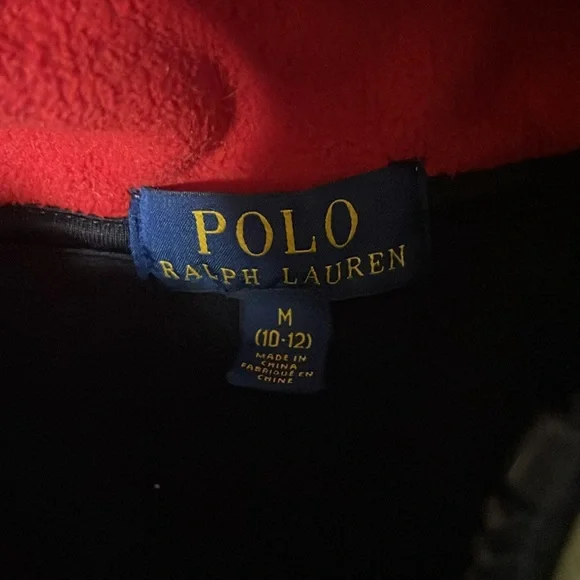 POLO
RALPH LAUREN
M
(10-12)
MADE IN
CHINA
FABRIQUÉ EN
CHINE